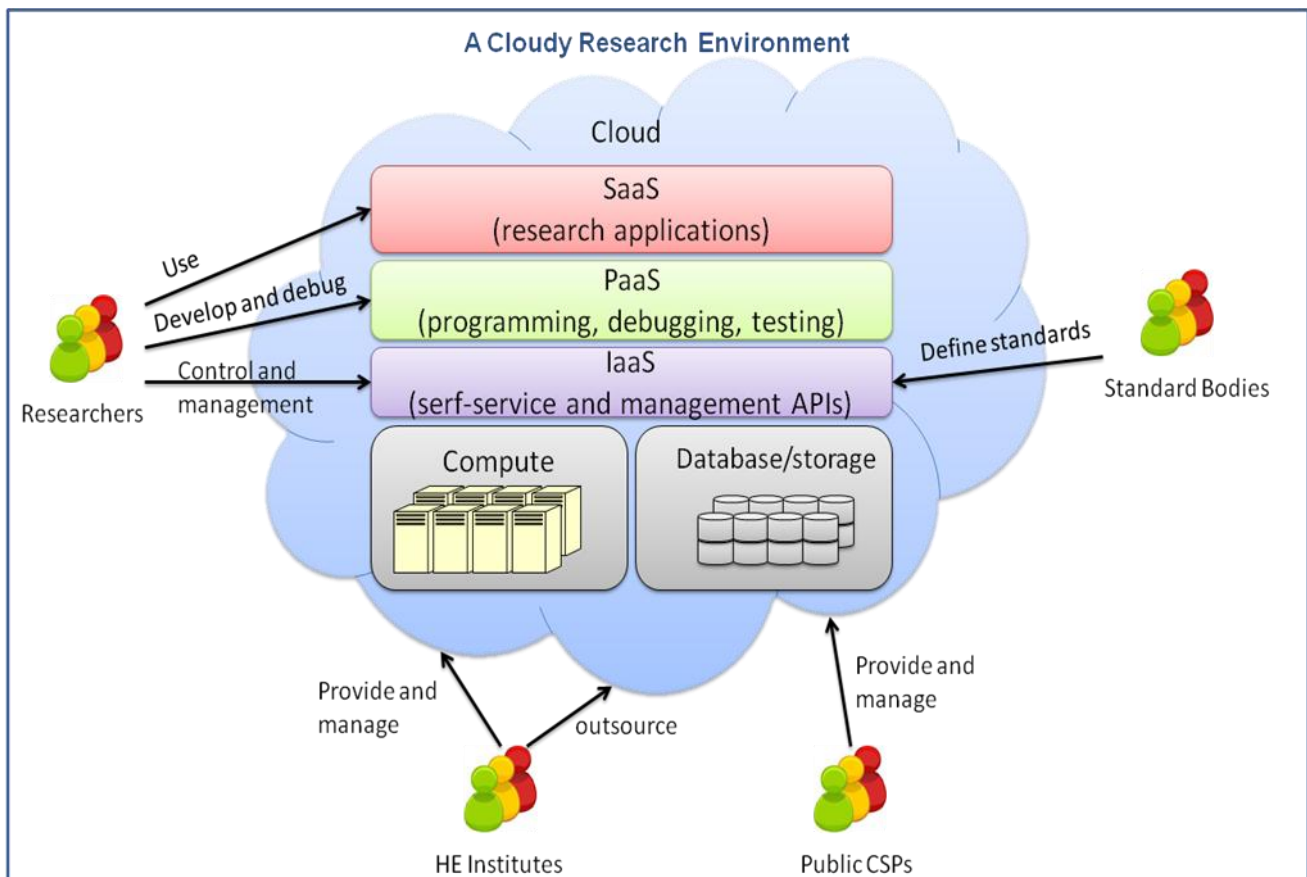 A Cloudy Research Environment
Cloud
SaaS
(research applications)
Use
Develop and debug
PaaS
(programming, debugging, testing)
Define standards
Control and
management
IaaS
(serf-service and management APIs)
Researchers
Standard Bodies
Compute
Database/storage
Provide and
manage
outsource
Provide and
manage
HE Institutes
Public CSPs